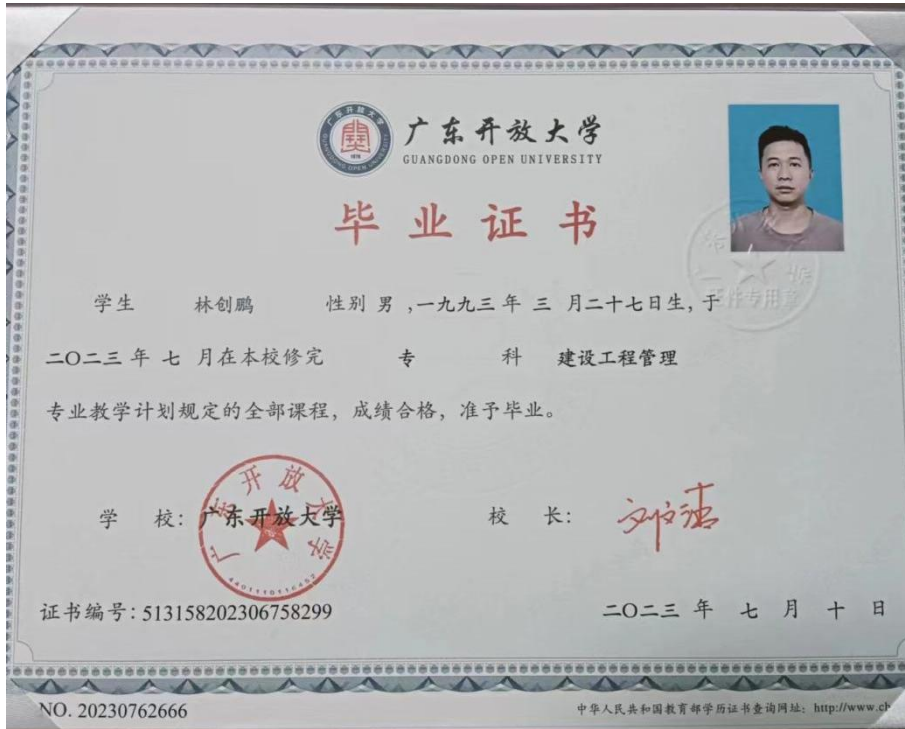 广东开放大学
GUANGDONG OPEN UNIVERSITY
毕业证书
学生 林创鹏 性别 男 ,一九九三 年 三 月二十七日生, 于
二〇二三 年 七 月在本校修完 专 科 建设工程管理
专业教学计划规定的全部课程, 成绩合格, 准予毕业。
学 校: 广东开放大学
广东开放大学
校 长:
证书编号: 513158202306758299
二〇二三 年 七 月 十 日
NO. 20230762666
中华人民共和国教育部学历证书查询网址: http://www.ch